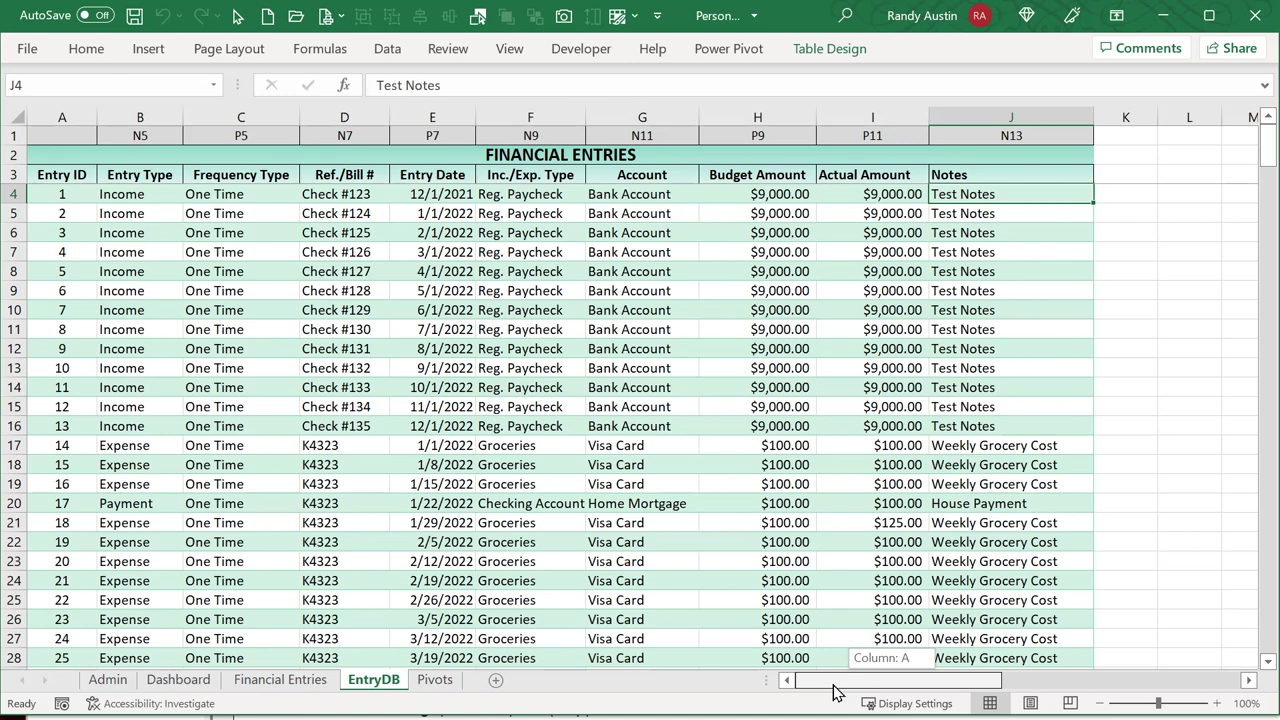 AutoSave Off Person... Randy Austin RA
File Home Insert Page Layout Formulas Data Review View Developer Help Power Pivot Table Design Comments Share
J4 fx Test Notes
A B C D E F G H I J K L M
1 N5 P5 N7 P7 N9 N11 P9 P11 N13
2 FINANCIAL ENTRIES
3 Entry ID Entry Type Frequency Type Ref./Bill # Entry Date Inc./Exp. Type Account Budget Amount Actual Amount Notes
4 1 Income One Time Check #123 12/1/2021 Reg. Paycheck Bank Account $9,000.00 $9,000.00 Test Notes
5 2 Income One Time Check #124 1/1/2022 Reg. Paycheck Bank Account $9,000.00 $9,000.00 Test Notes
6 3 Income One Time Check #125 2/1/2022 Reg. Paycheck Bank Account $9,000.00 $9,000.00 Test Notes
7 4 Income One Time Check #126 3/1/2022 Reg. Paycheck Bank Account $9,000.00 $9,000.00 Test Notes
8 5 Income One Time Check #127 4/1/2022 Reg. Paycheck Bank Account $9,000.00 $9,000.00 Test Notes
9 6 Income One Time Check #128 5/1/2022 Reg. Paycheck Bank Account $9,000.00 $9,000.00 Test Notes
10 7 Income One Time Check #129 6/1/2022 Reg. Paycheck Bank Account $9,000.00 $9,000.00 Test Notes
11 8 Income One Time Check #130 7/1/2022 Reg. Paycheck Bank Account $9,000.00 $9,000.00 Test Notes
12 9 Income One Time Check #131 8/1/2022 Reg. Paycheck Bank Account $9,000.00 $9,000.00 Test Notes
13 10 Income One Time Check #132 9/1/2022 Reg. Paycheck Bank Account $9,000.00 $9,000.00 Test Notes
14 11 Income One Time Check #133 10/1/2022 Reg. Paycheck Bank Account $9,000.00 $9,000.00 Test Notes
15 12 Income One Time Check #134 11/1/2022 Reg. Paycheck Bank Account $9,000.00 $9,000.00 Test Notes
16 13 Income One Time Check #135 12/1/2022 Reg. Paycheck Bank Account $9,000.00 $9,000.00 Test Notes
17 14 Expense One Time K4323 1/1/2022 Groceries Visa Card $100.00 $100.00 Weekly Grocery Cost
18 15 Expense One Time K4323 1/8/2022 Groceries Visa Card $100.00 $100.00 Weekly Grocery Cost
19 16 Expense One Time K4323 1/15/2022 Groceries Visa Card $100.00 $100.00 Weekly Grocery Cost
20 17 Payment One Time K4323 1/22/2022 Checking Account Home Mortgage $100.00 $100.00 House Payment
21 18 Expense One Time K4323 1/29/2022 Groceries Visa Card $100.00 $125.00 Weekly Grocery Cost
22 19 Expense One Time K4323 2/5/2022 Groceries Visa Card $100.00 $100.00 Weekly Grocery Cost
23 20 Expense One Time K4323 2/12/2022 Groceries Visa Card $100.00 $100.00 Weekly Grocery Cost
24 21 Expense One Time K4323 2/19/2022 Groceries Visa Card $100.00 $100.00 Weekly Grocery Cost
25 22 Expense One Time K4323 2/26/2022 Groceries Visa Card $100.00 $100.00 Weekly Grocery Cost
26 23 Expense One Time K4323 3/5/2022 Groceries Visa Card $100.00 $100.00 Weekly Grocery Cost
27 24 Expense One Time K4323 3/12/2022 Groceries Visa Card $100.00 $100.00 Weekly Grocery Cost
28 25 Expense One Time K4323 3/19/2022 Groceries Visa Card $100.00 Column: A Weekly Grocery Cost
Admin Dashboard Financial Entries EntryDB Pivots
Ready Accessibility: Investigate Display Settings 100%